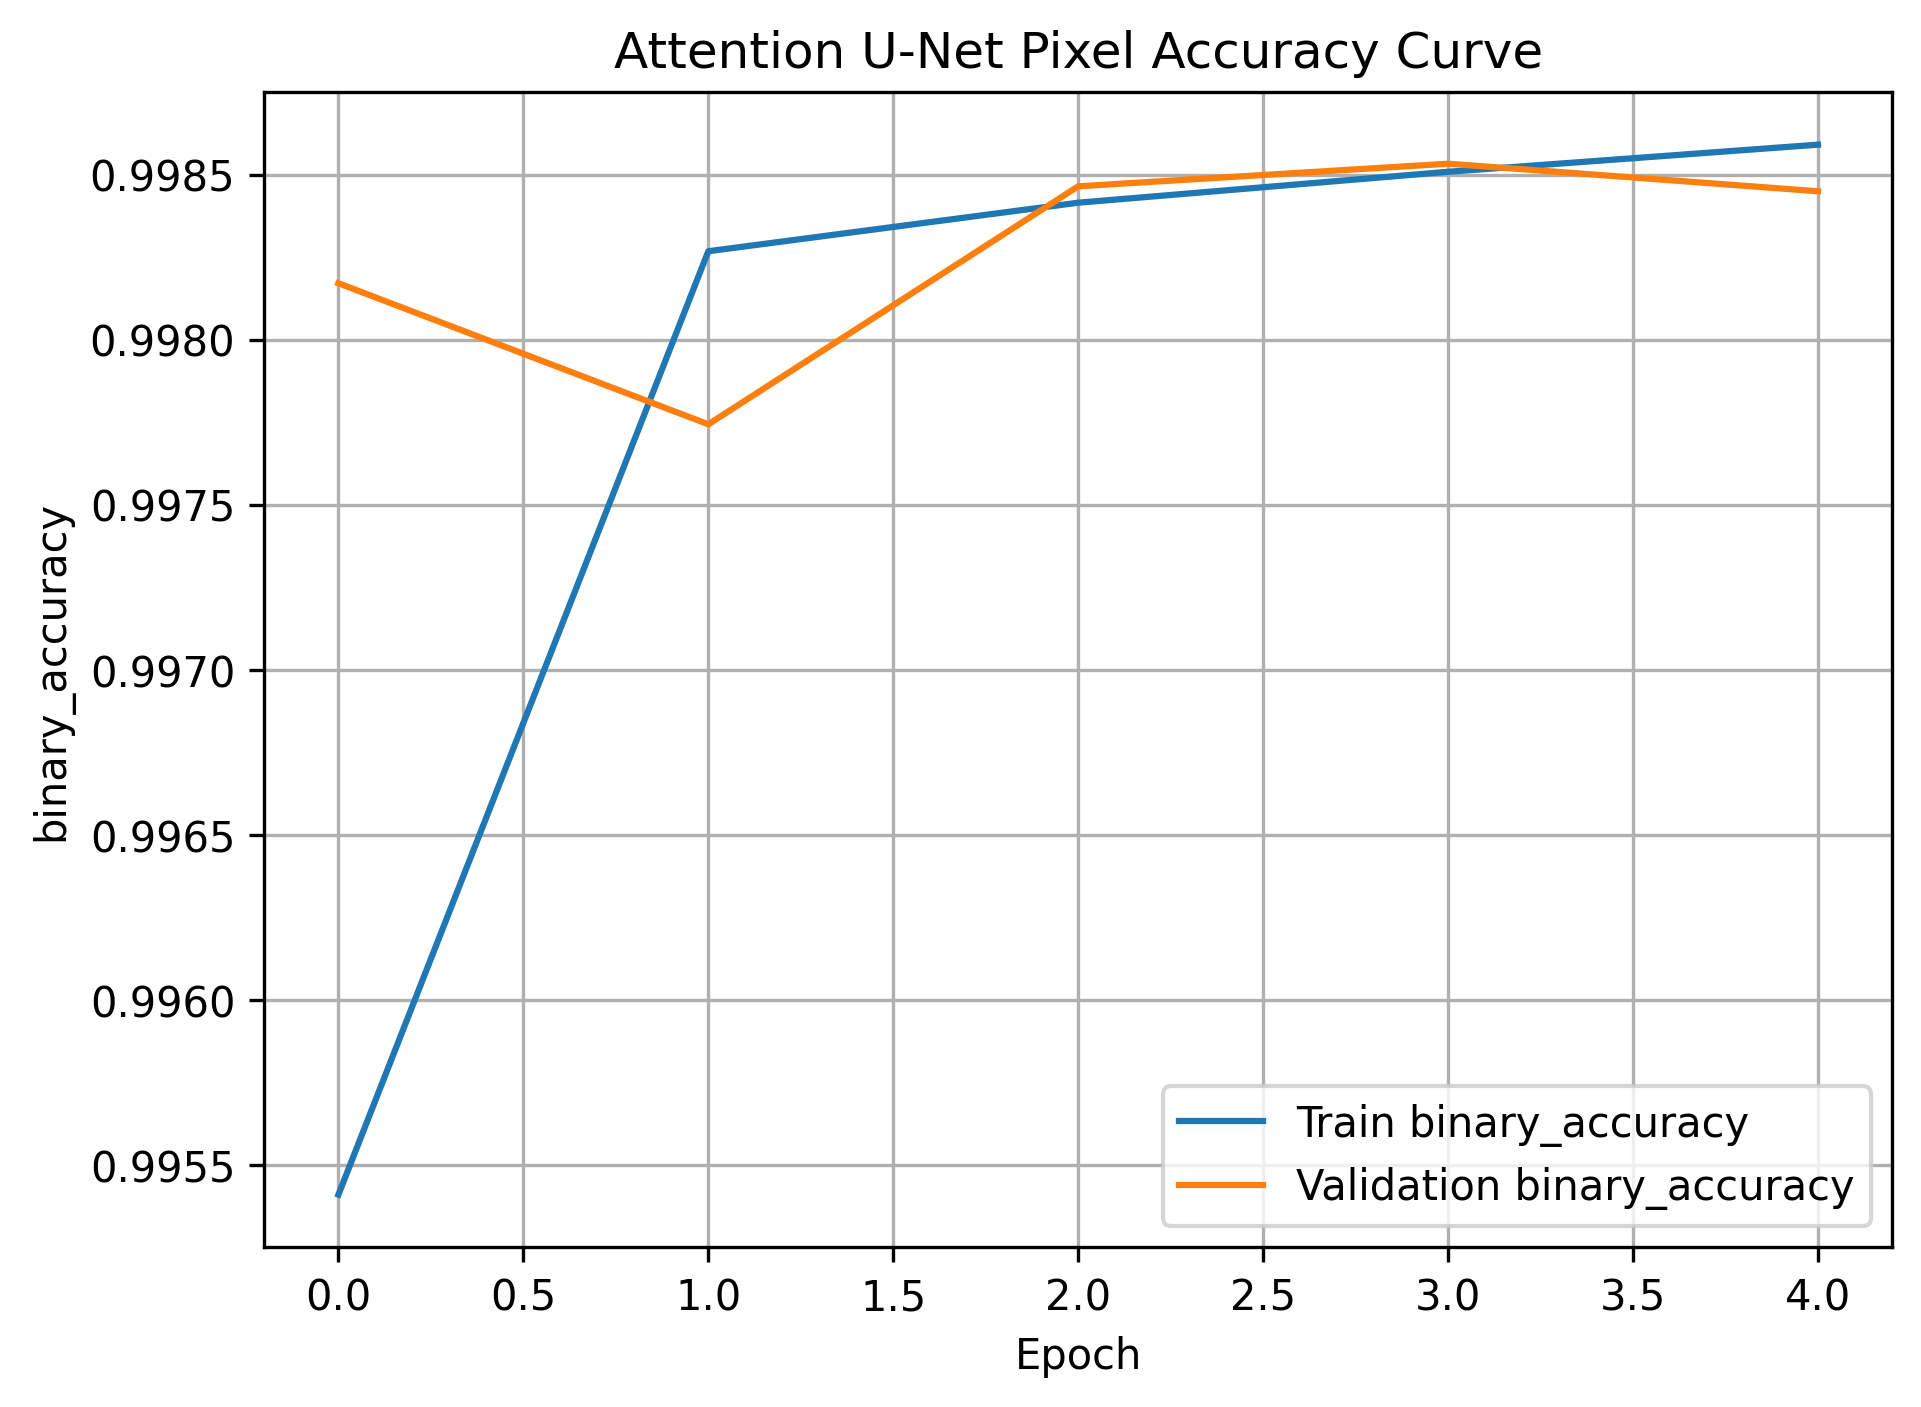 Attention U-Net Pixel Accuracy Curve
binary_accuracy
0.9985
0.9980
0.9975
0.9970
0.9965
0.9960
0.9955
Train binary_accuracy
Validation binary_accuracy
0.0 0.5 1.0 1.5 2.0 2.5 3.0 3.5 4.0
Epoch